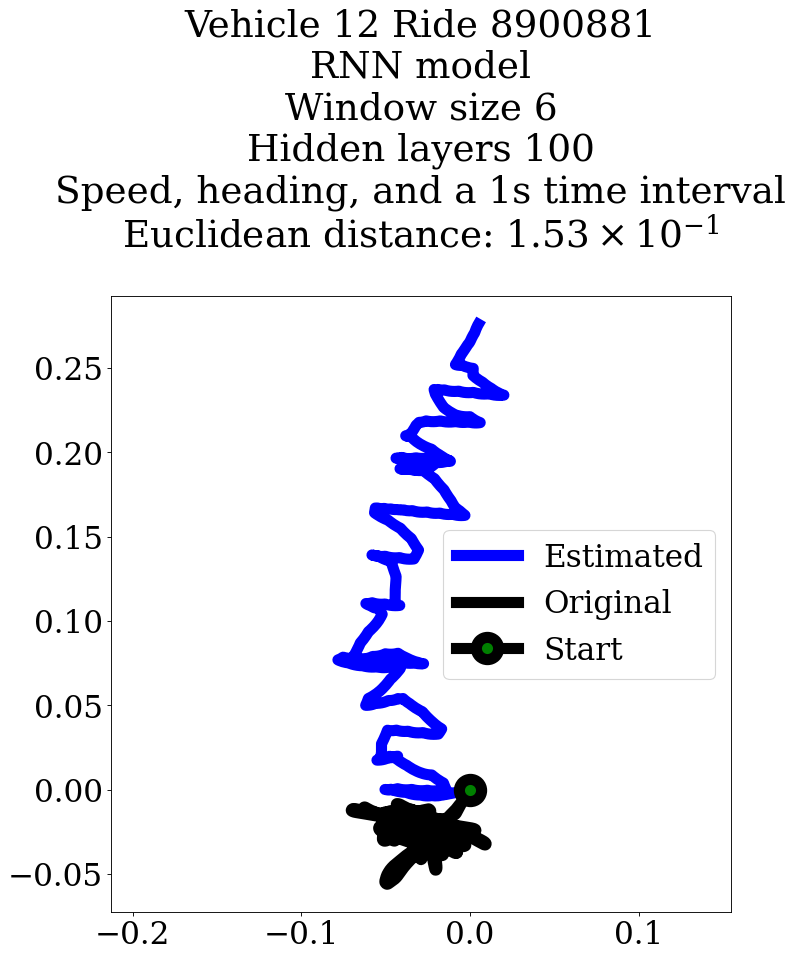 Vehicle 12 Ride 8900881
RNN model
Window size 6
Hidden layers 100
Speed, heading, and a 1s time interval
Euclidean distance: 1.53 × 10⁻¹
0.25
0.20
0.15
0.10
0.05
0.00
−0.05
Estimated
Original
Start
−0.2
−0.1
0.0
0.1